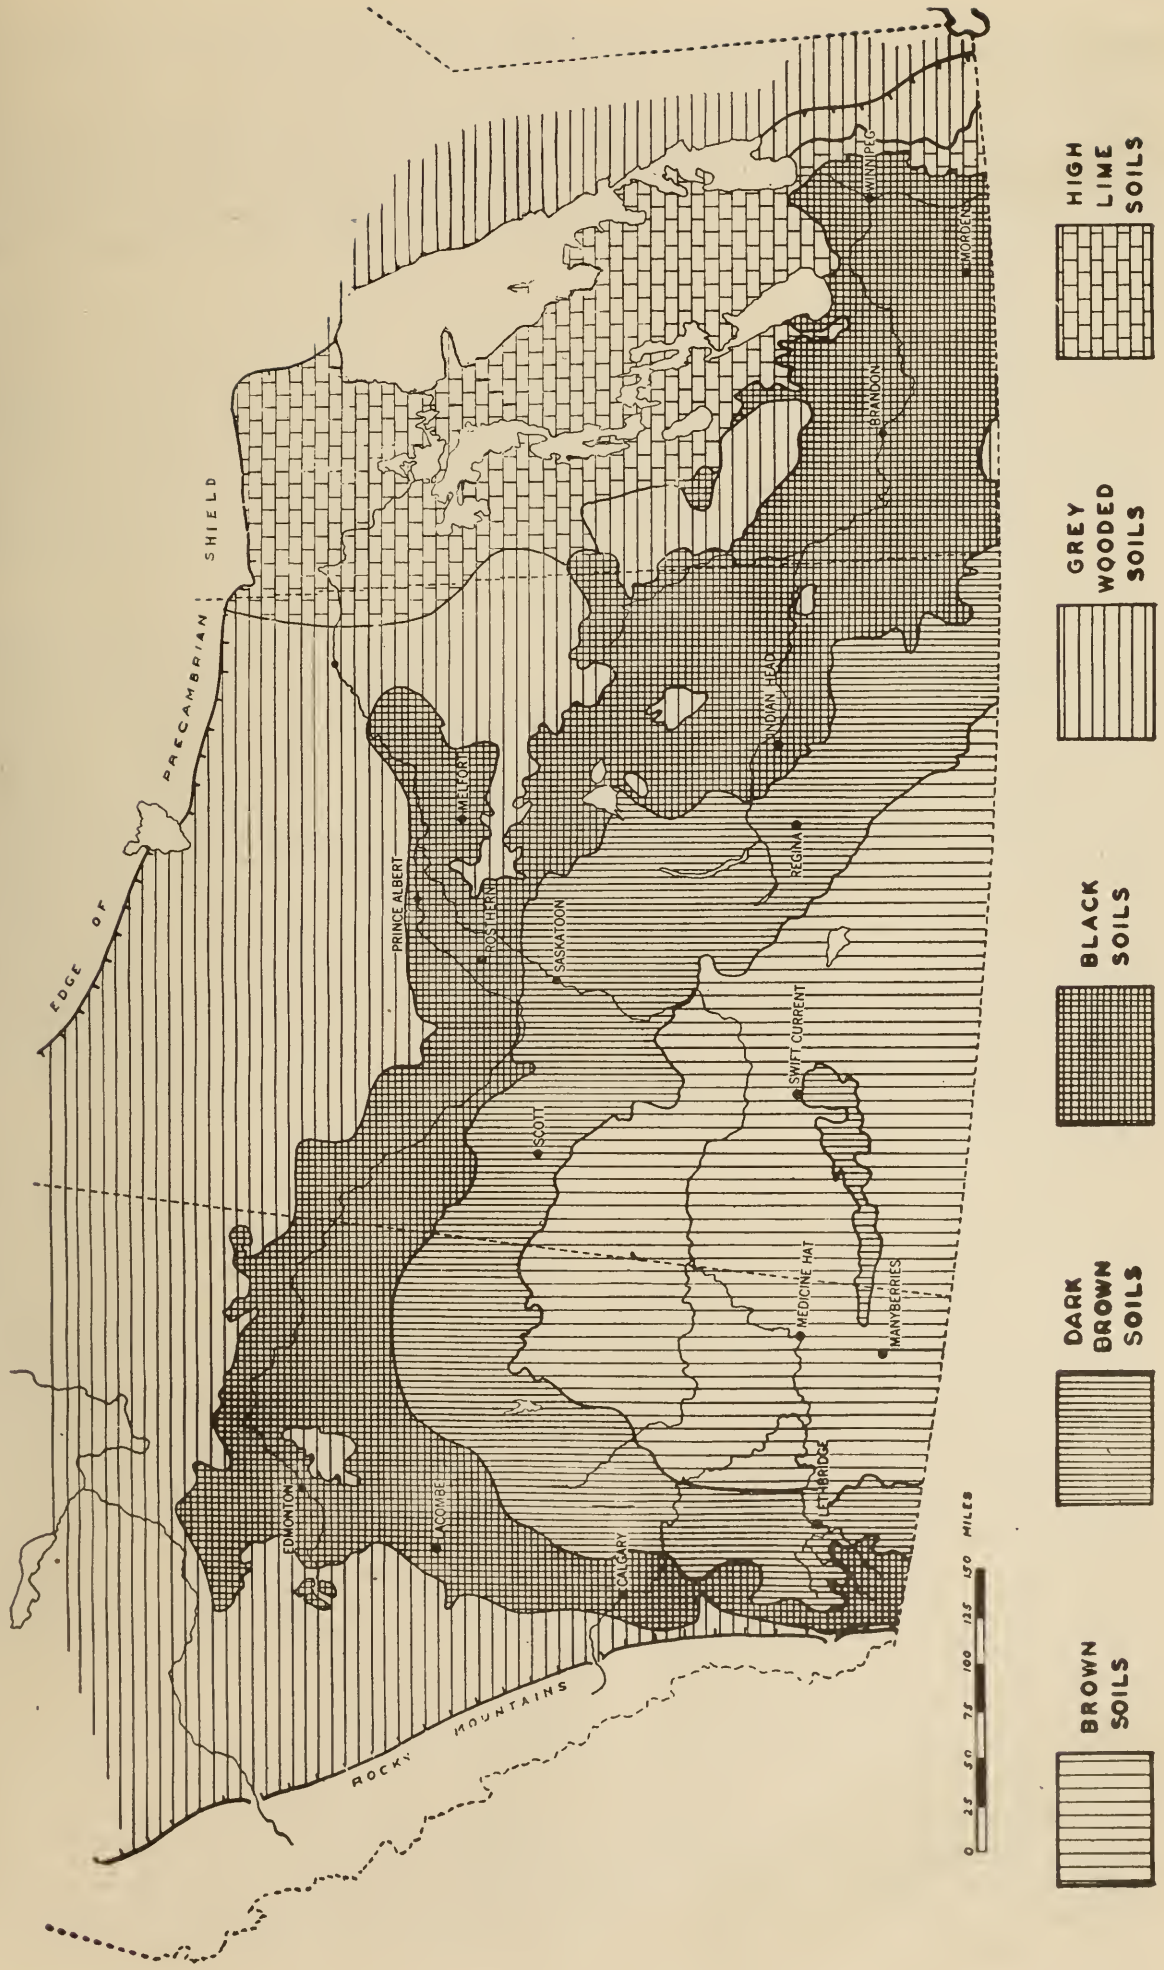 EDGE OF PRECAMBRIAN SHIELD
PRINCE ALBERT
MELFORT
ROSTHERN
SASKATOON
SCOTT
EDMONTON
LACOMBE
CALGARY
ROCKY MOUNTAINS
REGINA
INDIAN HEAD
SWIFT CURRENT
MEDICINE HAT
MANYBERRIES
LETHBRIDGE
BRANDON
WINNIPEG
MORDEN
0 25 50 75 100 125 150 MILES
BROWN
SOILS
DARK
BROWN
SOILS
BLACK
SOILS
GREY
WOODED
SOILS
HIGH
LIME
SOILS